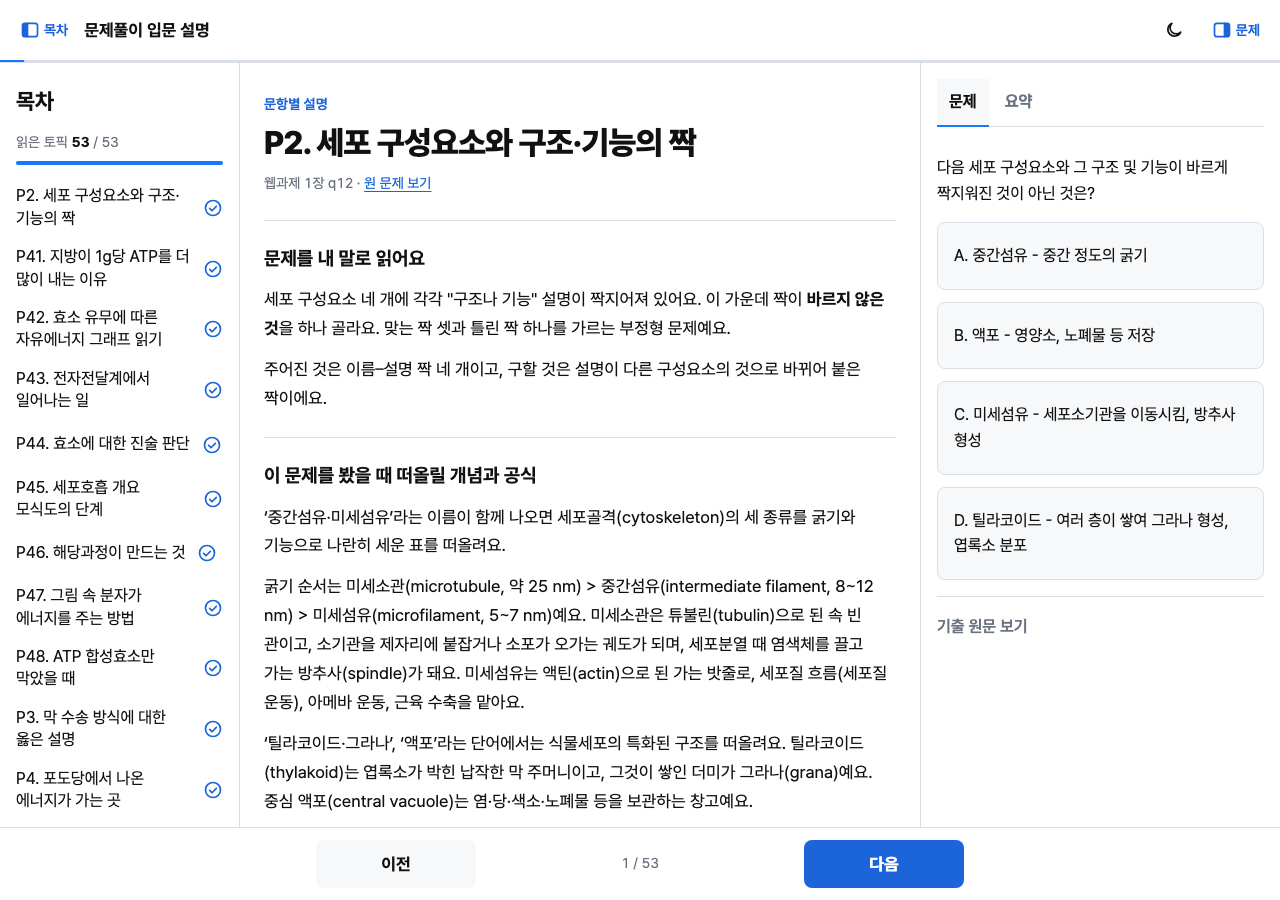 목차
문제풀이 입문 설명
문제
목차
읽은 토픽 53 / 53
P2. 세포 구성요소와 구조·
기능의 짝
P41. 지방이 1g당 ATP를 더
많이 내는 이유
P42. 효소 유무에 따른
자유에너지 그래프 읽기
P43. 전자전달계에서
일어나는 일
P44. 효소에 대한 진술 판단
P45. 세포호흡 개요
모식도의 단계
P46. 해당과정이 만드는 것
P47. 그림 속 분자가
에너지를 주는 방법
P48. ATP 합성효소만
막았을 때
P3. 막 수송 방식에 대한
옳은 설명
P4. 포도당에서 나온
에너지가 가는 곳
문항별 설명
P2. 세포 구성요소와 구조·기능의 짝
웹과제 1장 q12 · 원 문제 보기
문제를 내 말로 읽어요
세포 구성요소 네 개에 각각 "구조나 기능" 설명이 짝지어져 있어요. 이 가운데 짝이 바르지 않은
것을 하나 골라요. 맞는 짝 셋과 틀린 짝 하나를 가르는 부정형 문제예요.
주어진 것은 이름–설명 짝 네 개이고, 구할 것은 설명이 다른 구성요소의 것으로 바뀌어 붙은
짝이에요.
이 문제를 봤을 때 떠올릴 개념과 공식
‘중간섬유·미세섬유’라는 이름이 함께 나오면 세포골격(cytoskeleton)의 세 종류를 굵기와
기능으로 나란히 세운 표를 떠올려요.
굵기 순서는 미세소관(microtubule, 약 25 nm) > 중간섬유(intermediate filament, 8~12
nm) > 미세섬유(microfilament, 5~7 nm)예요. 미세소관은 튜불린(tubulin)으로 된 속 빈
관이고, 소기관을 제자리에 붙잡거나 소포가 오가는 궤도가 되며, 세포분열 때 염색체를 끌고
가는 방추사(spindle)가 돼요. 미세섬유는 액틴(actin)으로 된 가는 밧줄로, 세포질 흐름(세포질
운동), 아메바 운동, 근육 수축을 맡아요.
‘틸라코이드·그라나’, ‘액포’라는 단어에서는 식물세포의 특화된 구조를 떠올려요. 틸라코이드
(thylakoid)는 엽록소가 박힌 납작한 막 주머니이고, 그것이 쌓인 더미가 그라나(grana)예요.
중심 액포(central vacuole)는 염·당·색소·노폐물 등을 보관하는 창고예요.
문제
요약
다음 세포 구성요소와 그 구조 및 기능이 바르게
짝지워진 것이 아닌 것은?
A. 중간섬유 - 중간 정도의 굵기
B. 액포 - 영양소, 노폐물 등 저장
C. 미세섬유 - 세포소기관을 이동시킴, 방추사
형성
D. 틸라코이드 - 여러 층이 쌓여 그라나 형성,
엽록소 분포
기출 원문 보기
이전
1 / 53
다음